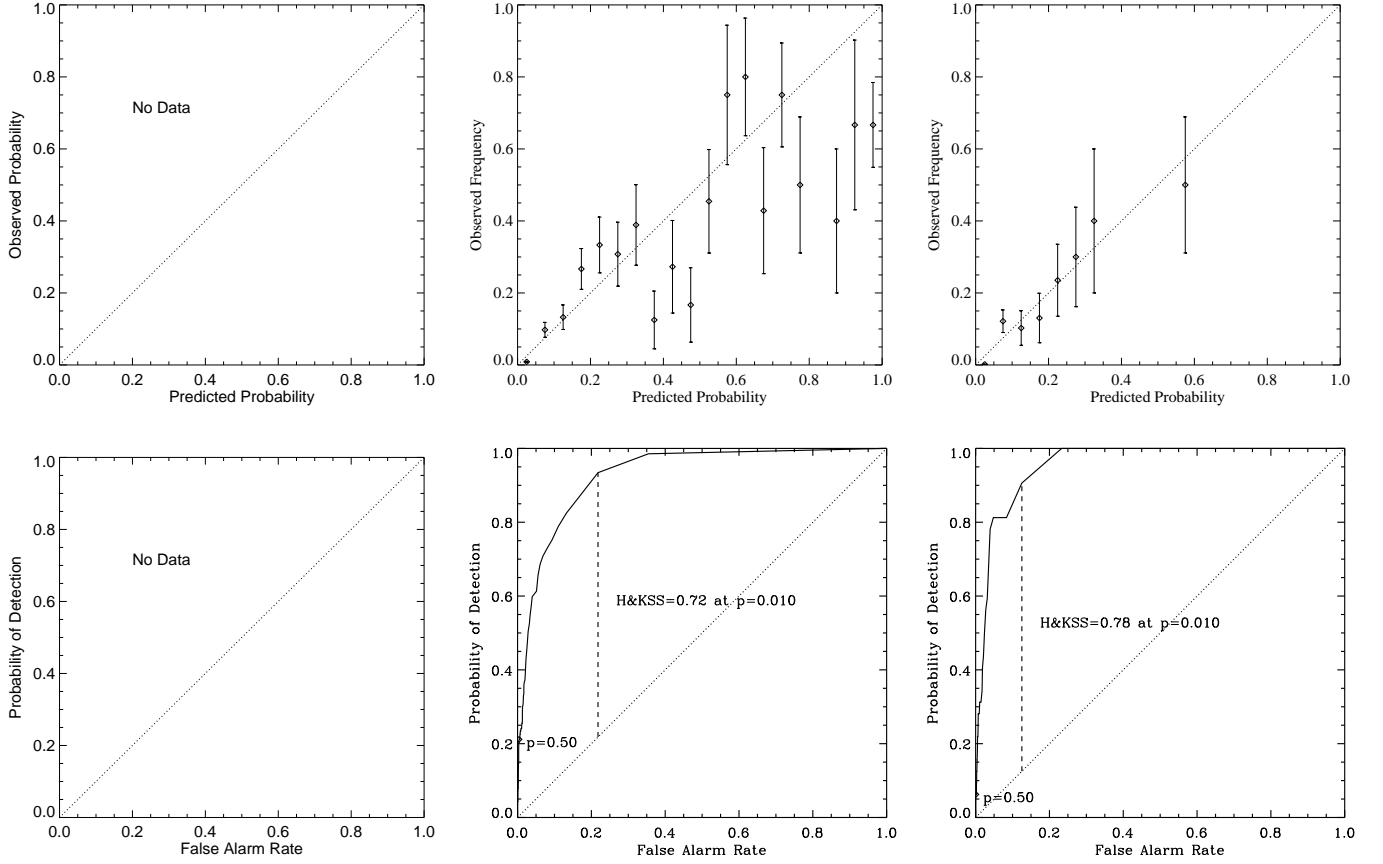 1.0
0.8
0.6
0.4
0.2
0.0
Observed Probability
No Data
0.0 0.2 0.4 0.6 0.8 1.0
Predicted Probability
1.0
0.8
0.6
0.4
0.2
0.0
Observed Frequency
0.0 0.2 0.4 0.6 0.8 1.0
Predicted Probability
1.0
0.8
0.6
0.4
0.2
0.0
Observed Frequency
0.0 0.2 0.4 0.6 0.8 1.0
Predicted Probability
1.0
0.8
0.6
0.4
0.2
0.0
Probability of Detection
No Data
0.0 0.2 0.4 0.6 0.8 1.0
False Alarm Rate
1.0
0.8
0.6
0.4
0.2
0.0
Probability of Detection
H&KSS=0.72 at p=0.010
p=0.50
0.0 0.2 0.4 0.6 0.8 1.0
False Alarm Rate
1.0
0.8
0.6
0.4
0.2
0.0
Probability of Detection
H&KSS=0.78 at p=0.010
p=0.50
0.0 0.2 0.4 0.6 0.8 1.0
False Alarm Rate